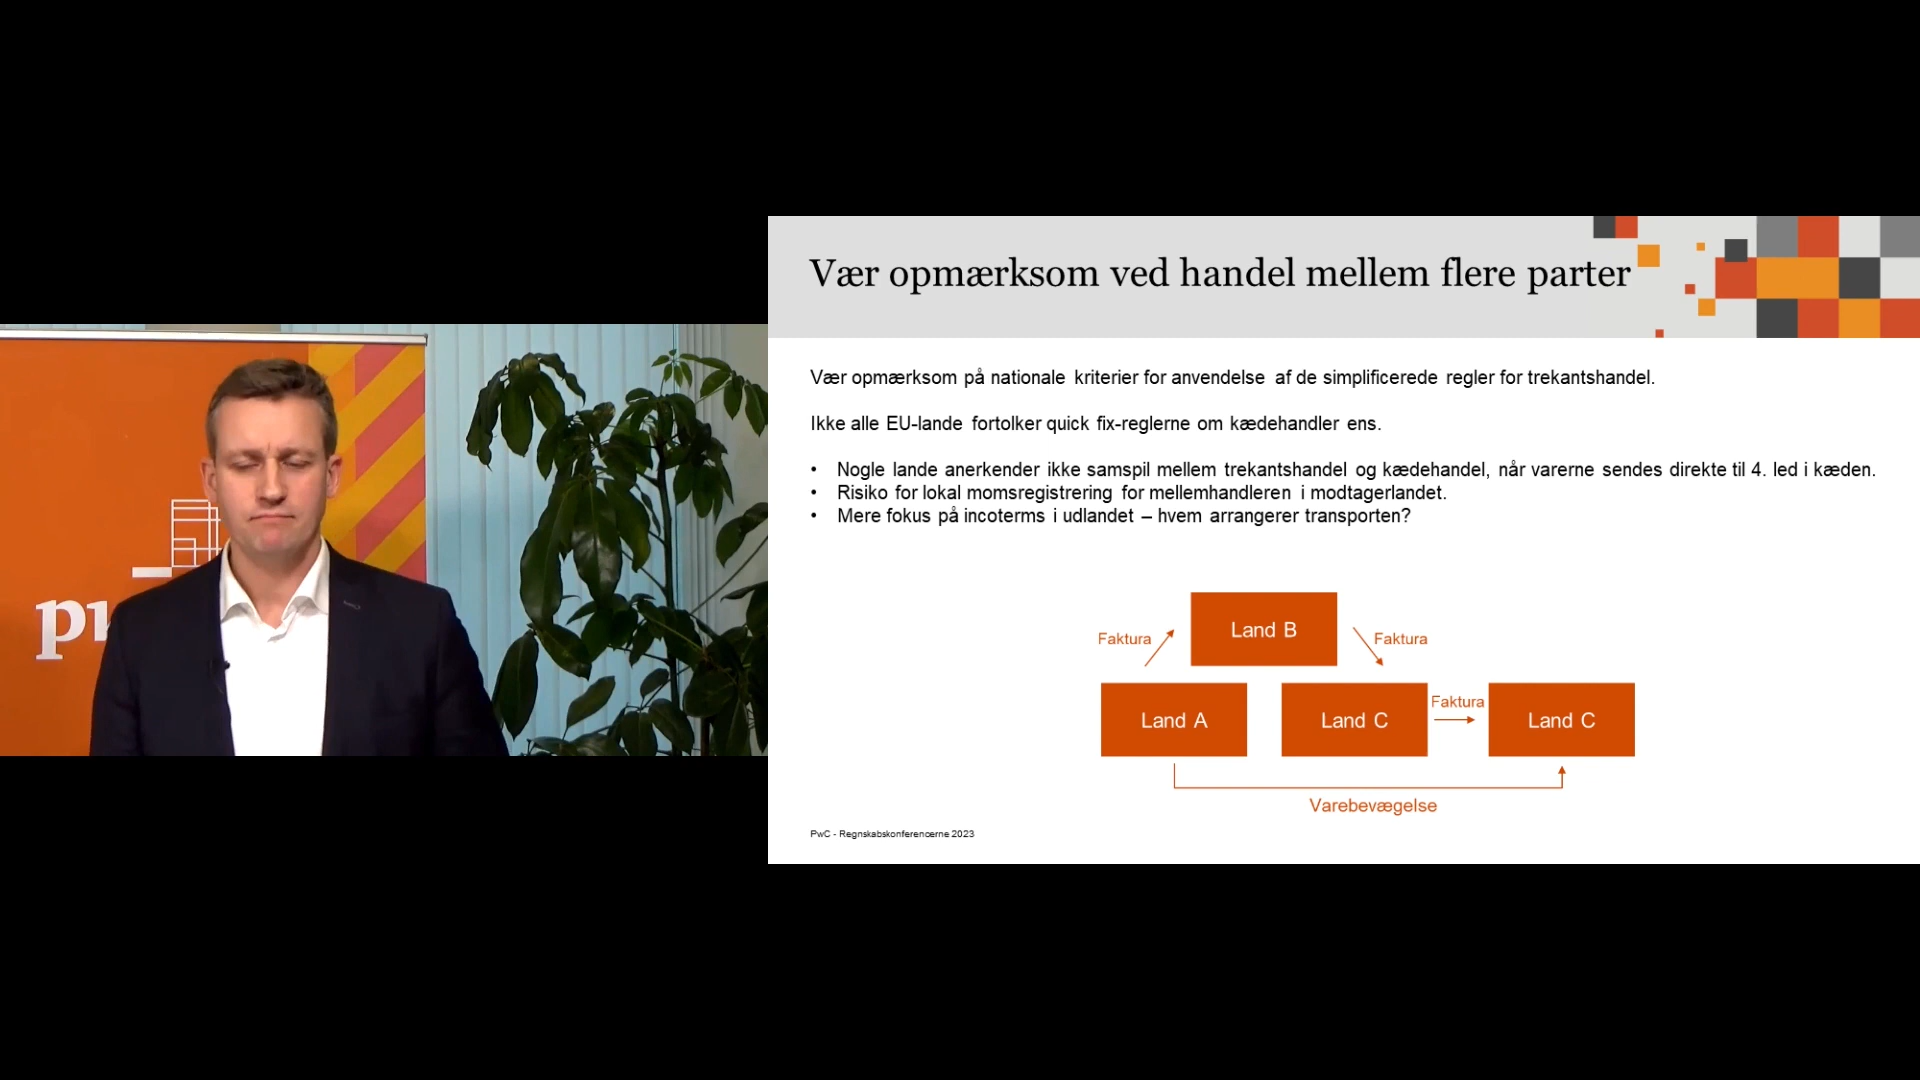 Vær opmærksom ved handel mellem flere parter
Vær opmærksom på nationale kriterier for anvendelse af de simplificerede regler for trekantshandel.
Ikke alle EU-lande fortolker quick fix-reglerne om kædehandler ens.
• Nogle lande anerkender ikke samspil mellem trekantshandel og kædehandel, når varerne sendes direkte til 4. led i kæden.
• Risiko for lokal momsregistrering for mellemhandleren i modtagerlandet.
• Mere fokus på incoterms i udlandet – hvem arrangerer transporten?
Land B
Faktura
Faktura
Land A
Land C
Faktura
Land C
Varebevægelse
PwC - Regnskabskonferencerne 2023